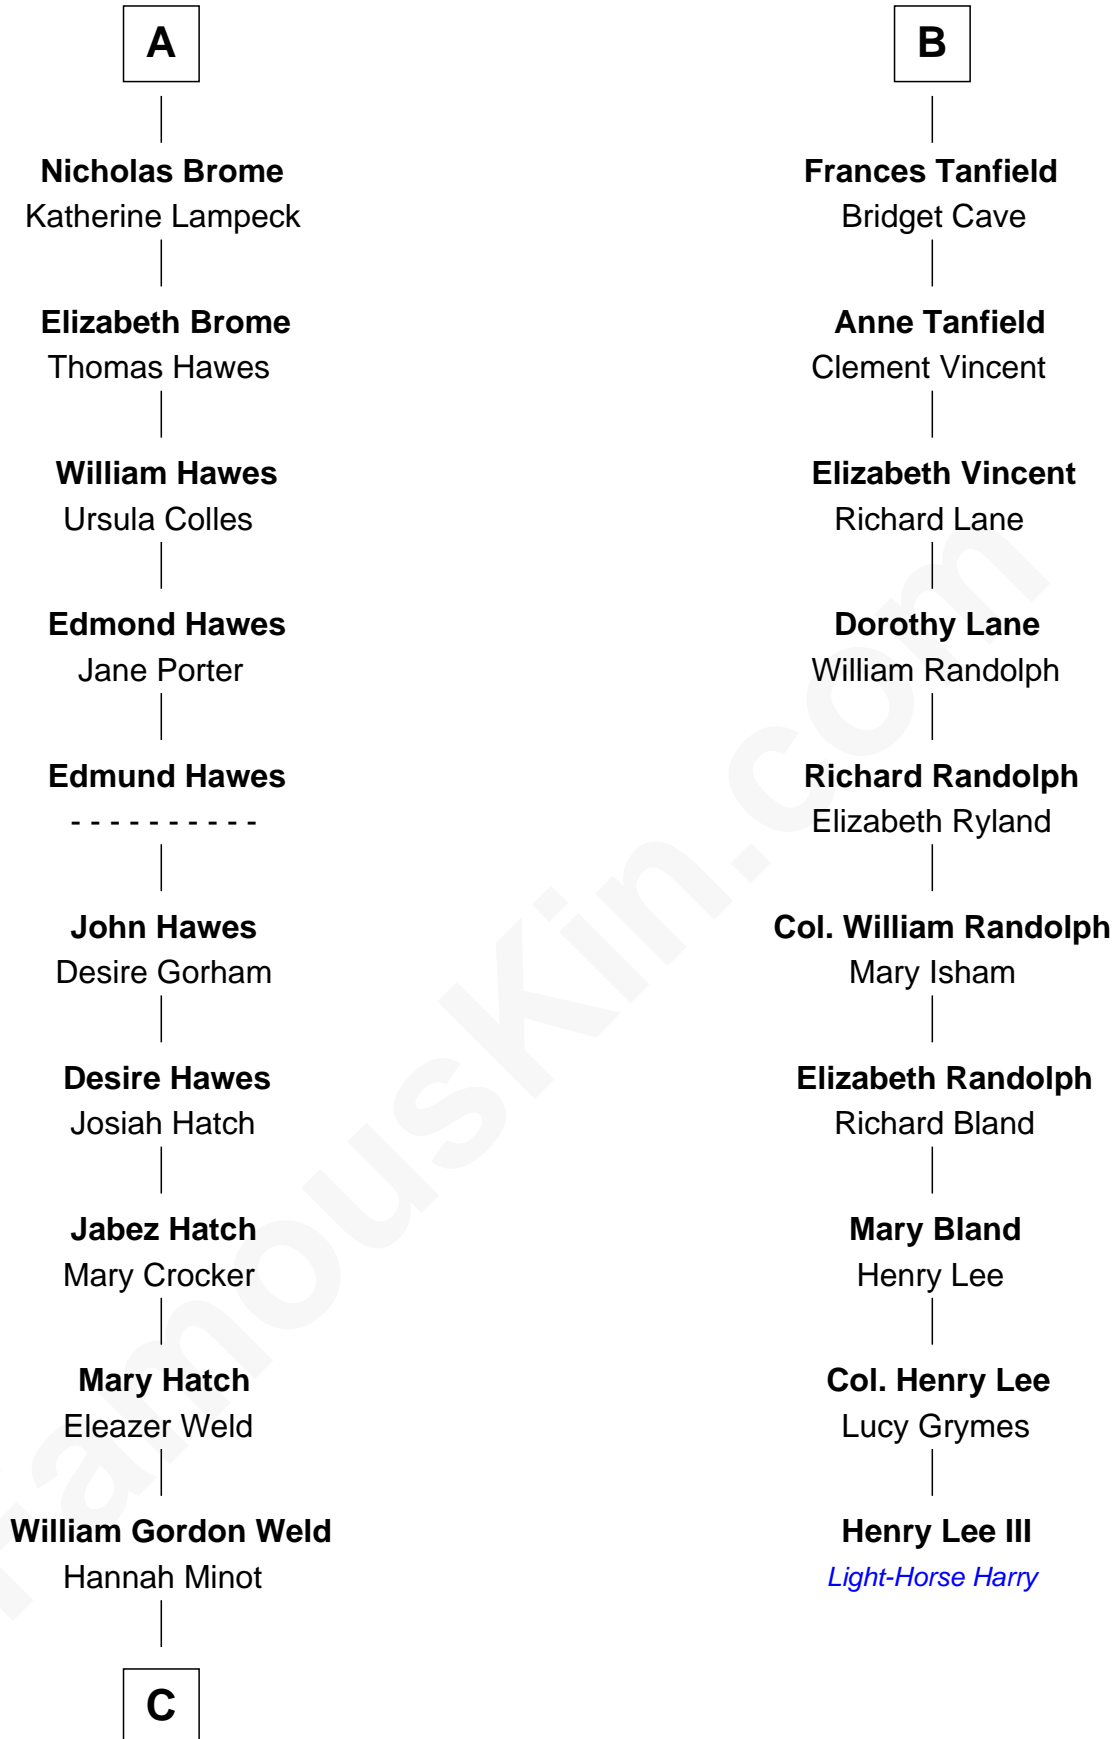 A
Nicholas Brome
Katherine Lampeck
Elizabeth Brome
Thomas Hawes
William Hawes
Ursula Colles
Edmond Hawes
Jane Porter
Edmund Hawes
- - - - - - - - - -
John Hawes
Desire Gorham
Desire Hawes
Josiah Hatch
Jabez Hatch
Mary Crocker
Mary Hatch
Eleazer Weld
William Gordon Weld
Hannah Minot
C
B
Frances Tanfield
Bridget Cave
Anne Tanfield
Clement Vincent
Elizabeth Vincent
Richard Lane
Dorothy Lane
William Randolph
Richard Randolph
Elizabeth Ryland
Col. William Randolph
Mary Isham
Elizabeth Randolph
Richard Bland
Mary Bland
Henry Lee
Col. Henry Lee
Lucy Grymes
Henry Lee III
Light-Horse Harry
FamousKin.com